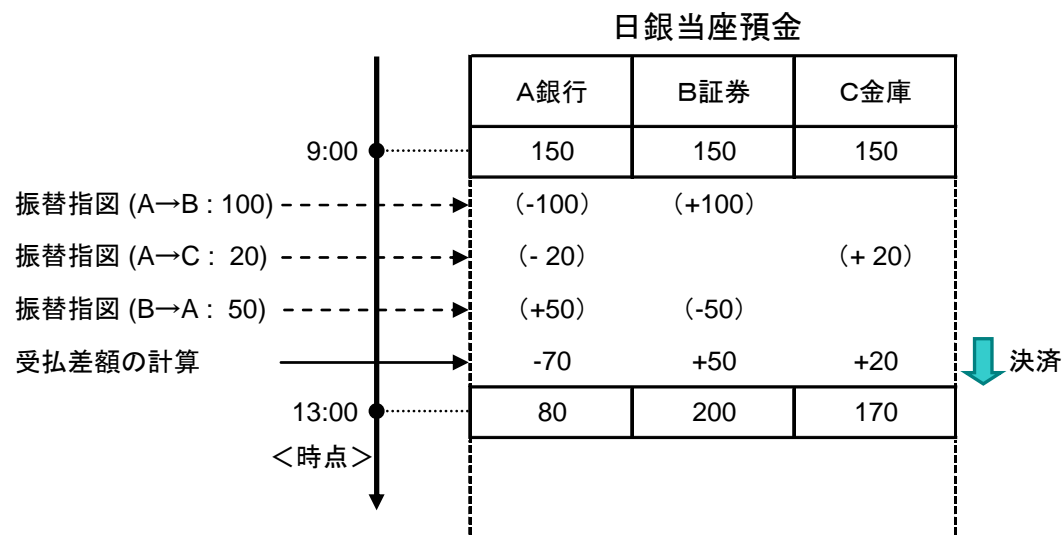 日銀当座預金
A銀行 B証券 C金庫
9:00 150 150 150
振替指図 (A→B : 100) (-100) (+100)
振替指図 (A→C : 20) (- 20) (+ 20)
振替指図 (B→A : 50) (+50) (-50)
受払差額の計算 -70 +50 +20 決済
13:00 80 200 170
＜時点＞